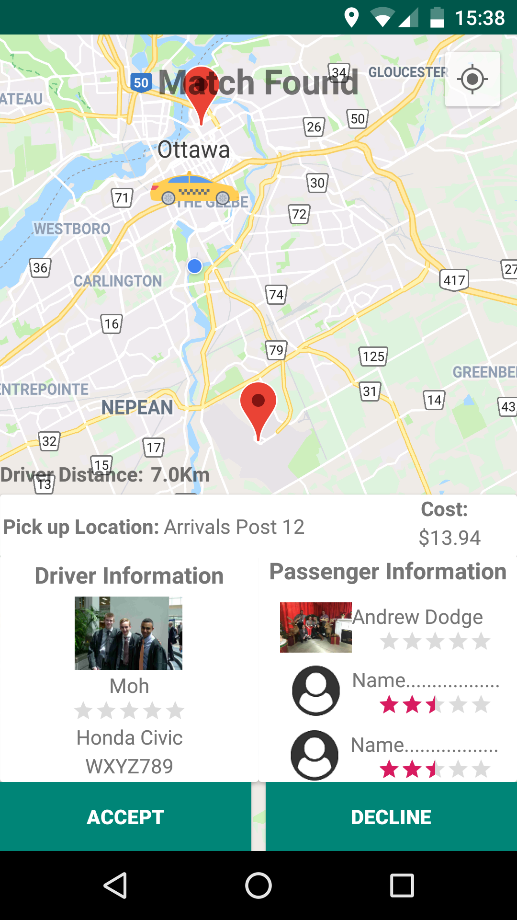 15:38
50
Match Found
34
GLOUCESTER
ATEAU
26
50
Ottawa
71
30
THE GLEBE
72
WESTBORO
36
417
27
CARLINGTON
74
16
79
125
GREENBE
ENTREPOINTE
31
14
43
NEPEAN
32
17
15
Driver Distance: 7.0Km
13
Pick up Location: Arrivals Post 12
Cost:
$13.94
Driver Information
Moh
Honda Civic
WXYZ789
Passenger Information
Andrew Dodge
Name..................
Name..................
ACCEPT
DECLINE